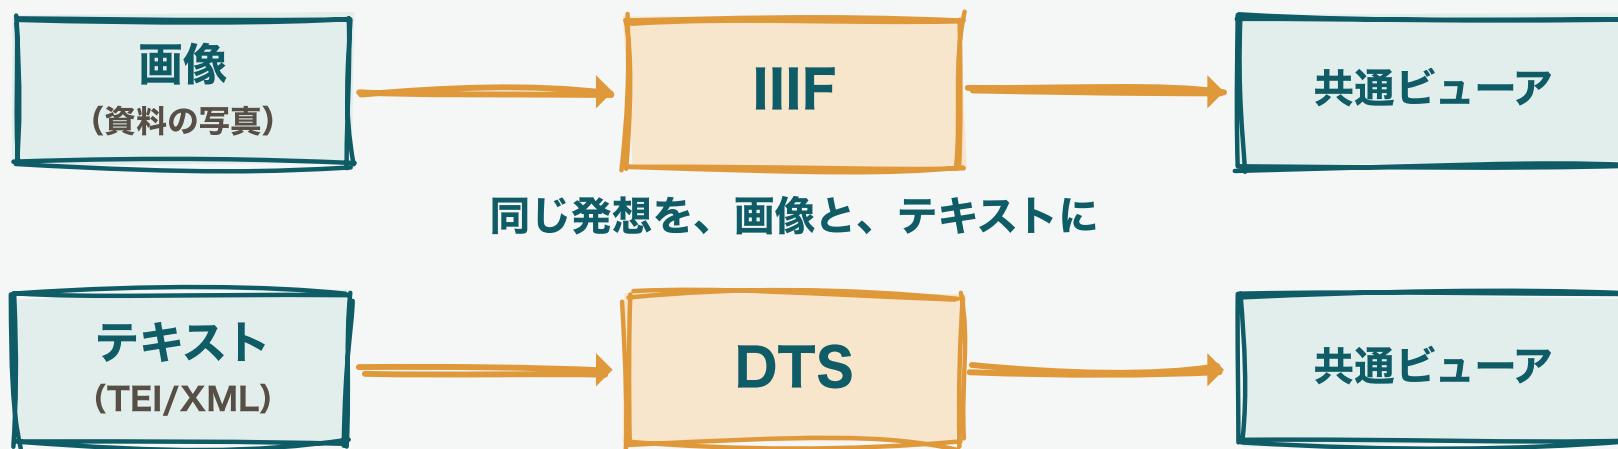 画像
（資料の写真）
IIIF
共通ビューア
同じ発想を、画像と、テキストに
テキスト
（TEI/XML）
DTS
共通ビューア